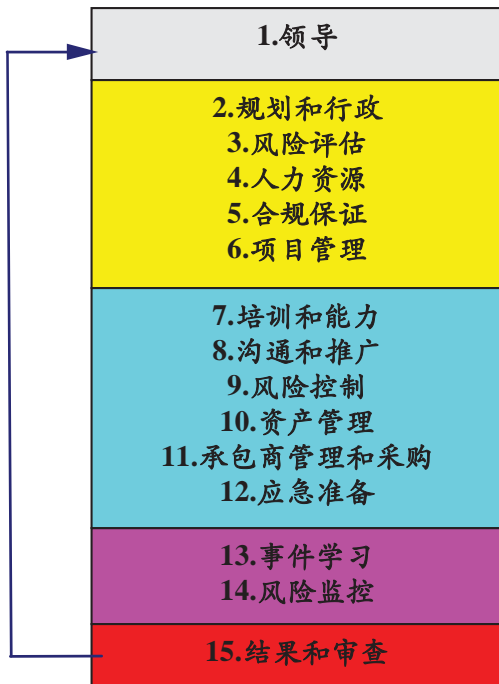 1.领导
2.规划和行政
3.风险评估
4.人力资源
5.合规保证
6.项目管理
7.培训和能力
8.沟通和推广
9.风险控制
10.资产管理
11.承包商管理和采购
12.应急准备
13.事件学习
14.风险监控
15.结果和审查